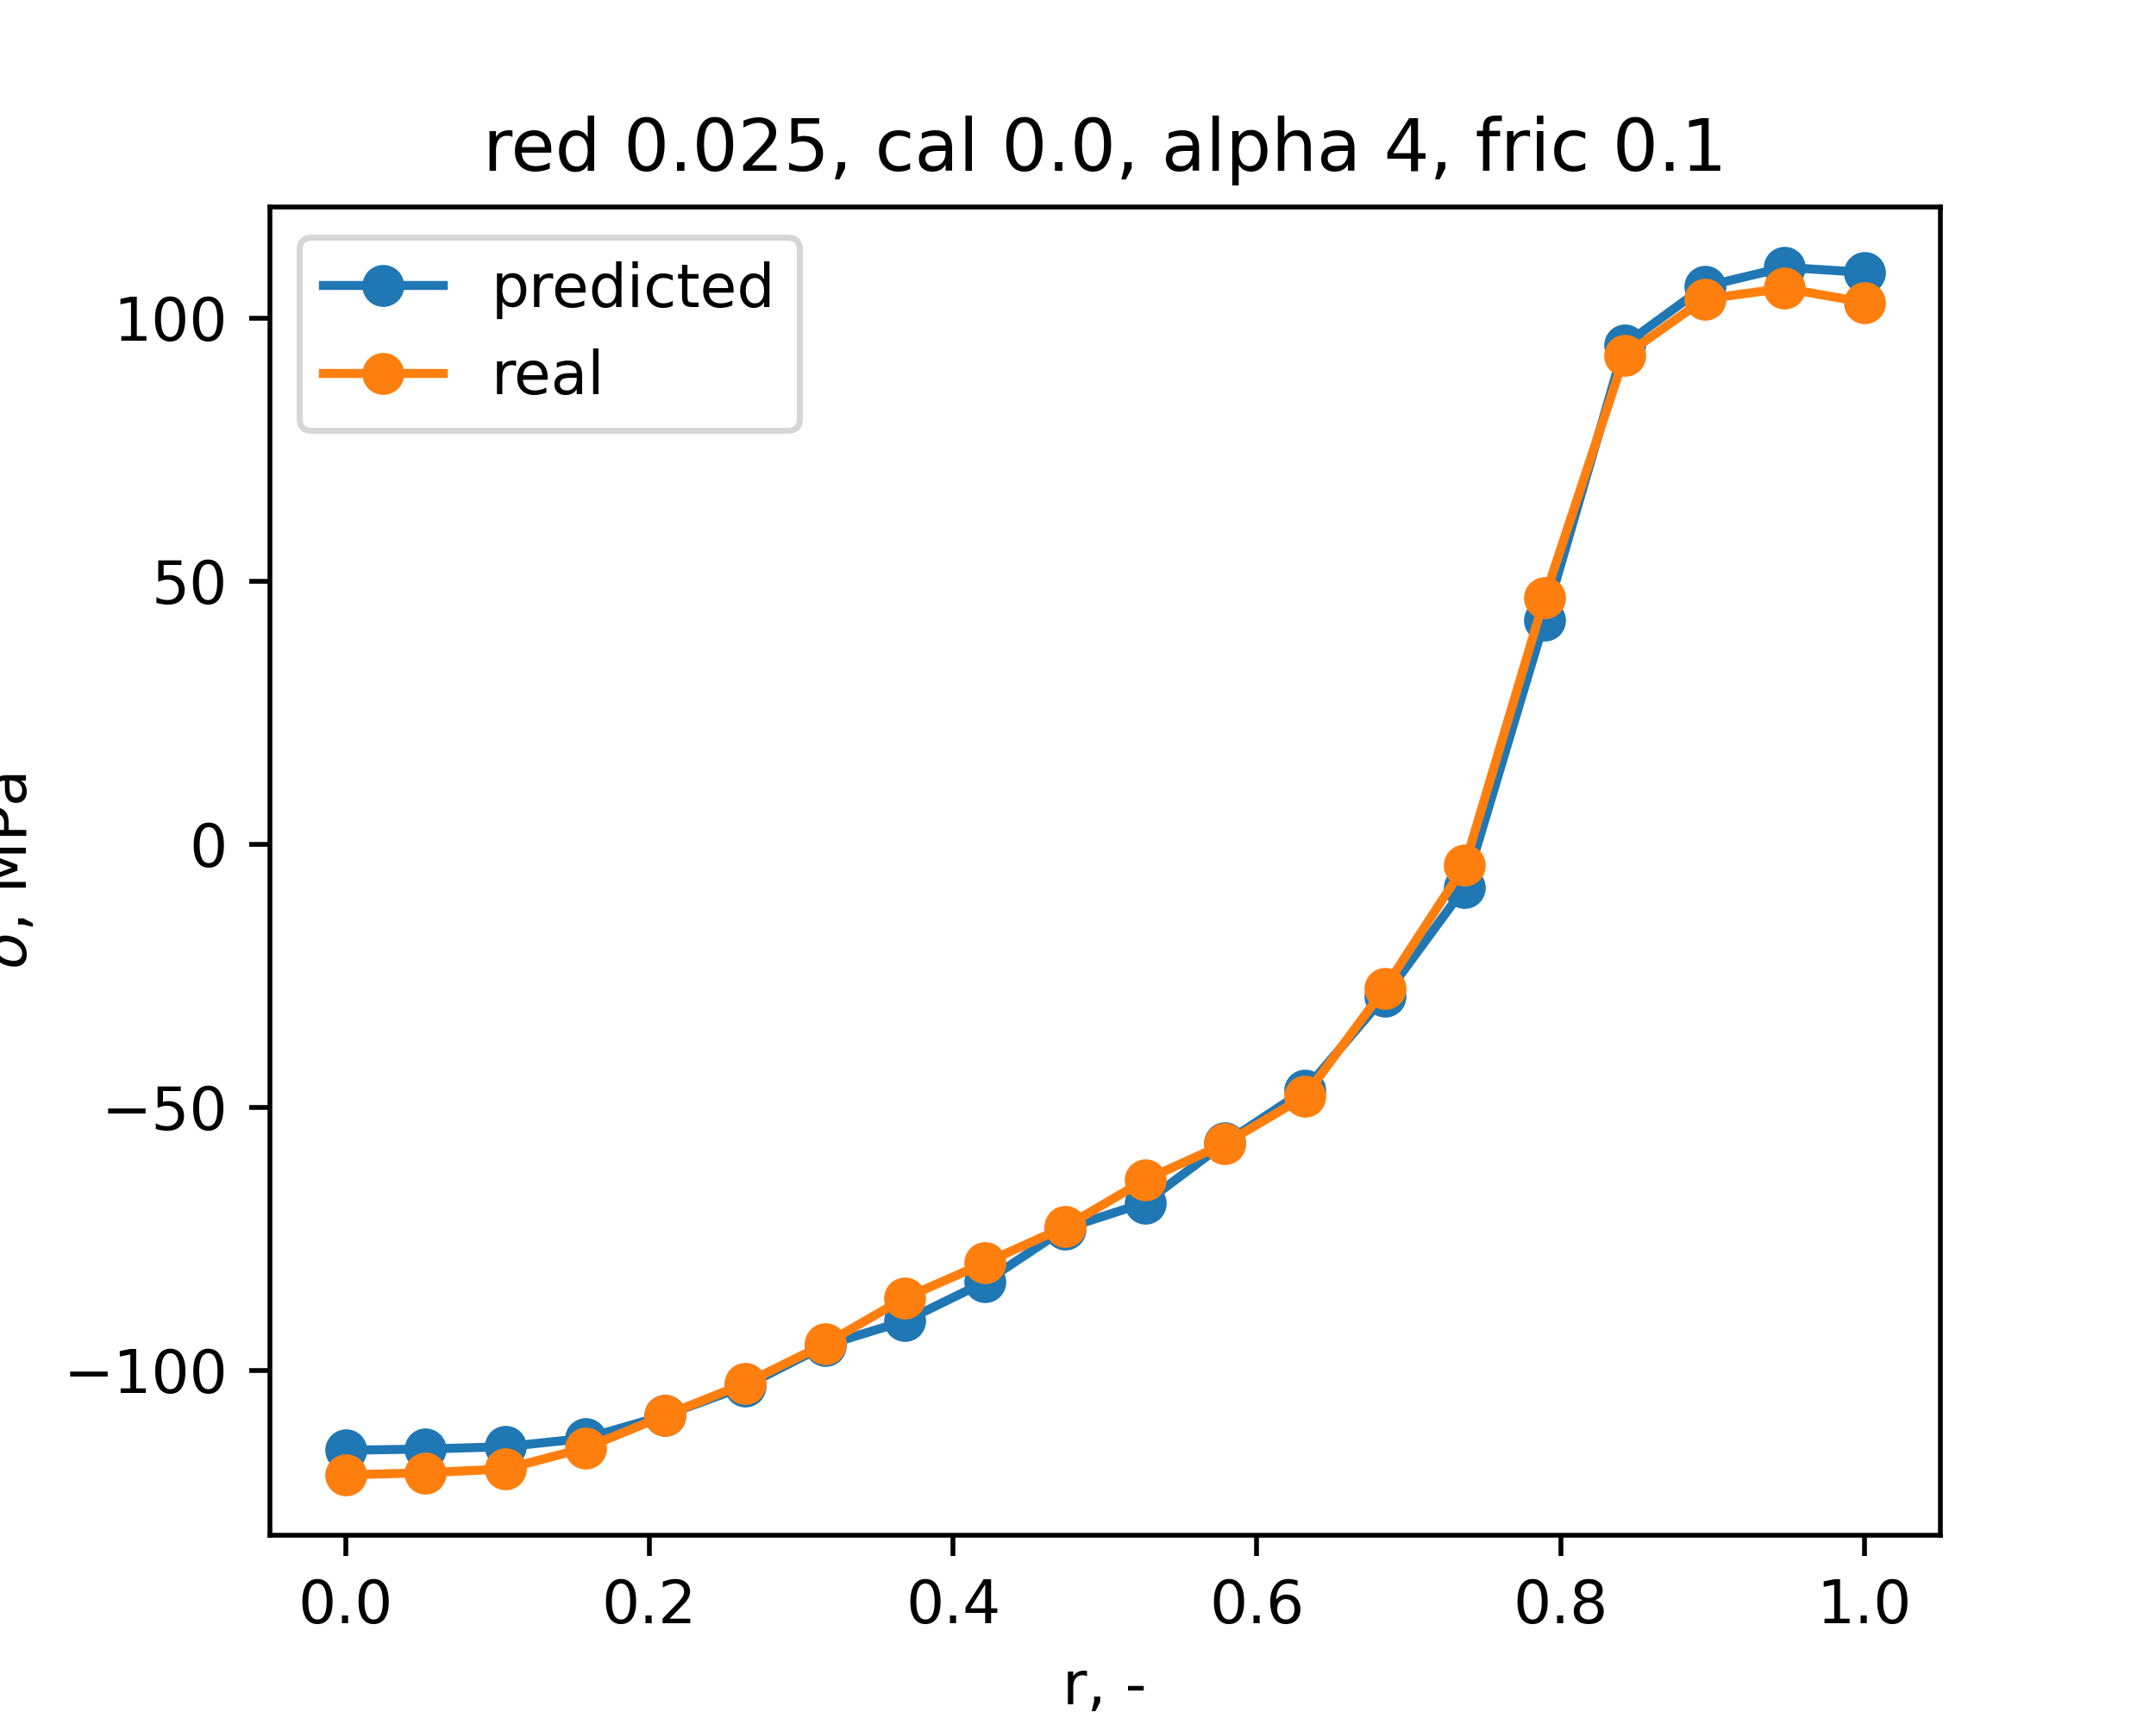 red 0.025, cal 0.0, alpha 4, fric 0.1
predicted
real
100
50
0
−50
−100
σ, MPa
0.0 0.2 0.4 0.6 0.8 1.0
r, -